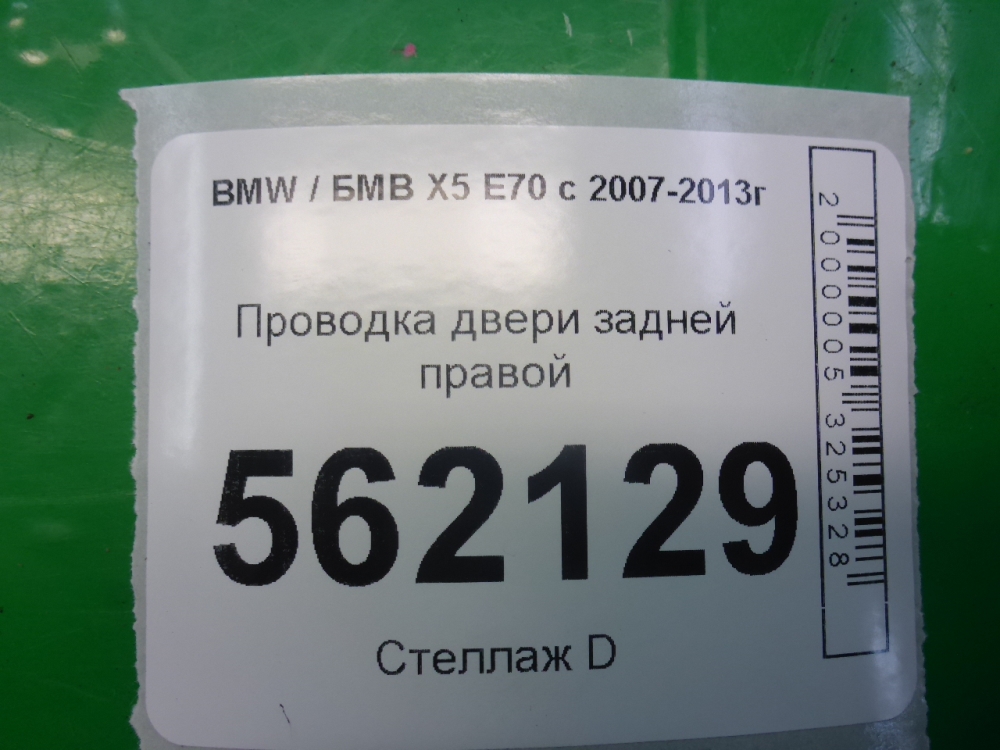 BMW / БМВ X5 E70 с 2007-2013г
Проводка двери задней
правой
562129
Стеллаж D
2000005325328